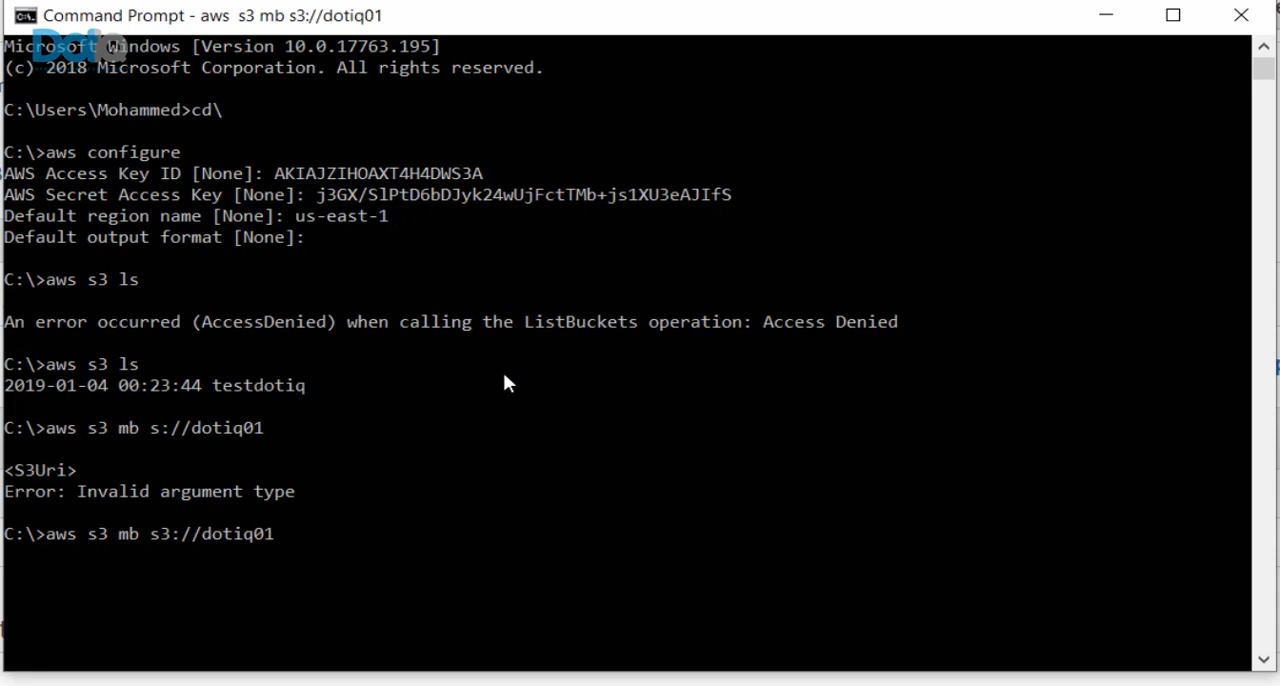 Command Prompt - aws  s3 mb s3://dotiq01
Microsoft Windows [Version 10.0.17763.195]
(c) 2018 Microsoft Corporation. All rights reserved.
C:\Users\Mohammed>cd\
C:\>aws configure
AWS Access Key ID [None]: AKIAJZIHOAXT4H4DWS3A
AWS Secret Access Key [None]: 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
Default region name [None]: us-east-1
Default output format [None]:
C:\>aws s3 ls
An error occurred (AccessDenied) when calling the ListBuckets operation: Access Denied
C:\>aws s3 ls
2019-01-04 00:23:44 testdotiq
C:\>aws s3 mb s://dotiq01
<S3Uri>
Error: Invalid argument type
C:\>aws s3 mb s3://dotiq01